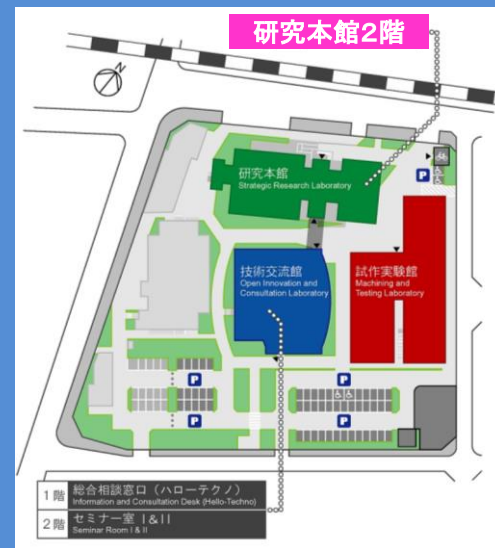 研究本館2階
N
研究本館
Strategic Research Laboratory
P
技術交流館
Open Innovation and
Consultation Laboratory
試作実験館
Machining and
Testing Laboratory
P
P
P
P
1階 総合相談窓口（ハローテクノ）
Information and Consultation Desk (Hello-Techno)
2階 セミナー室 I&II
Seminar Room I & II